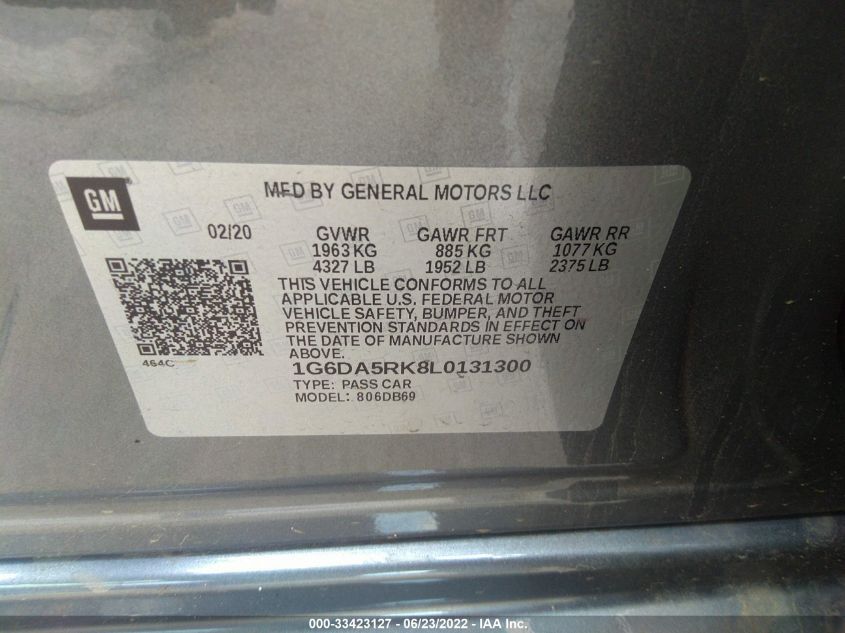 GM
MFD BY GENERAL MOTORS LLC
02/20 GVWR GAWR FRT GAWR RR
1963 KG 885 KG 1077 KG
4327 LB 1952 LB 2375 LB
THIS VEHICLE CONFORMS TO ALL
APPLICABLE U.S. FEDERAL MOTOR
VEHICLE SAFETY, BUMPER, AND THEFT
PREVENTION STANDARDS IN EFFECT ON
THE DATE OF MANUFACTURE SHOWN
ABOVE.
464C
1G6DA5RK8L0131300
TYPE: PASS CAR
MODEL: 806DB69
000-33423127 - 06/23/2022 - IAA Inc.